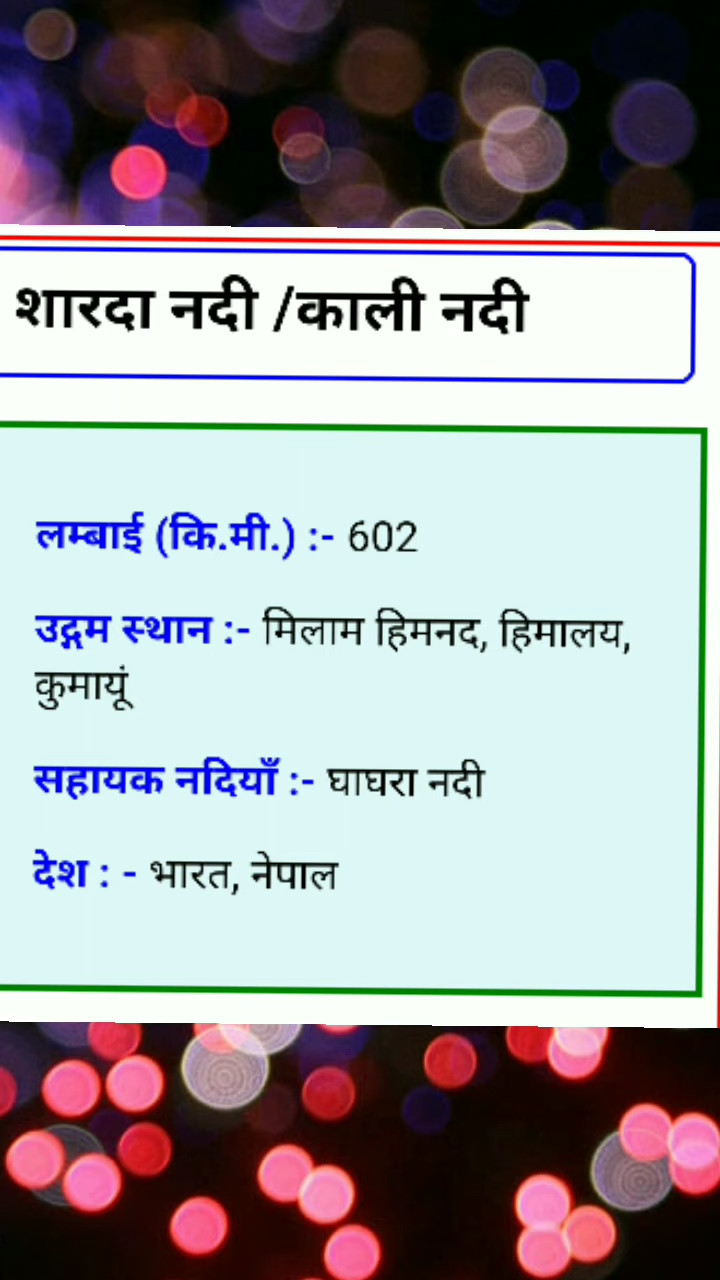 शारदा नदी /काली नदी
लम्बाई (कि.मी.) :- 602
उद्गम स्थान :- मिलाम हिमनद, हिमालय,
कुमायूं
सहायक नदियाँ :- घाघरा नदी
देश : - भारत, नेपाल